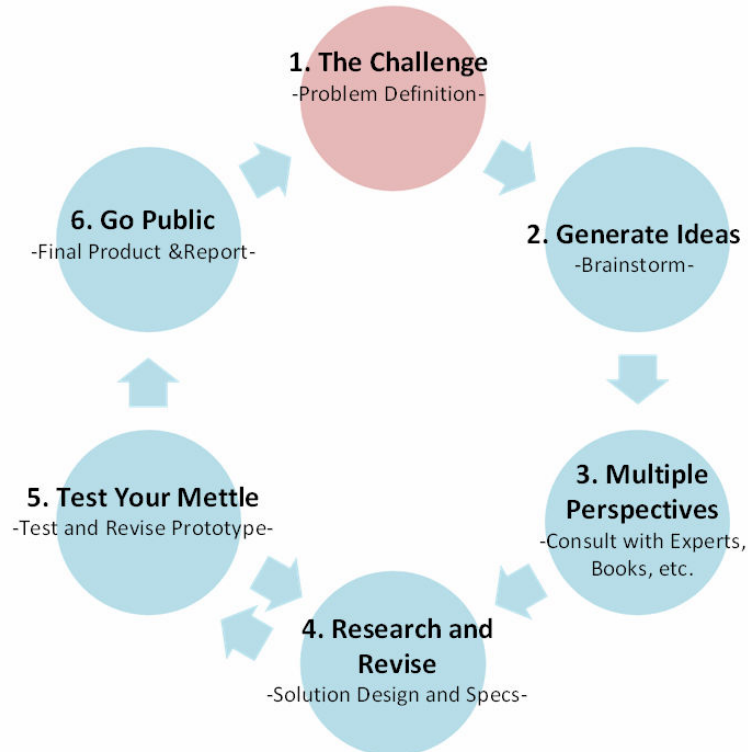 1. The Challenge
-Problem Definition-
2. Generate Ideas
-Brainstorm-
3. Multiple
Perspectives
-Consult with Experts,
Books, etc.
4. Research and
Revise
-Solution Design and Specs-
5. Test Your Mettle
-Test and Revise Prototype-
6. Go Public
-Final Product &Report-